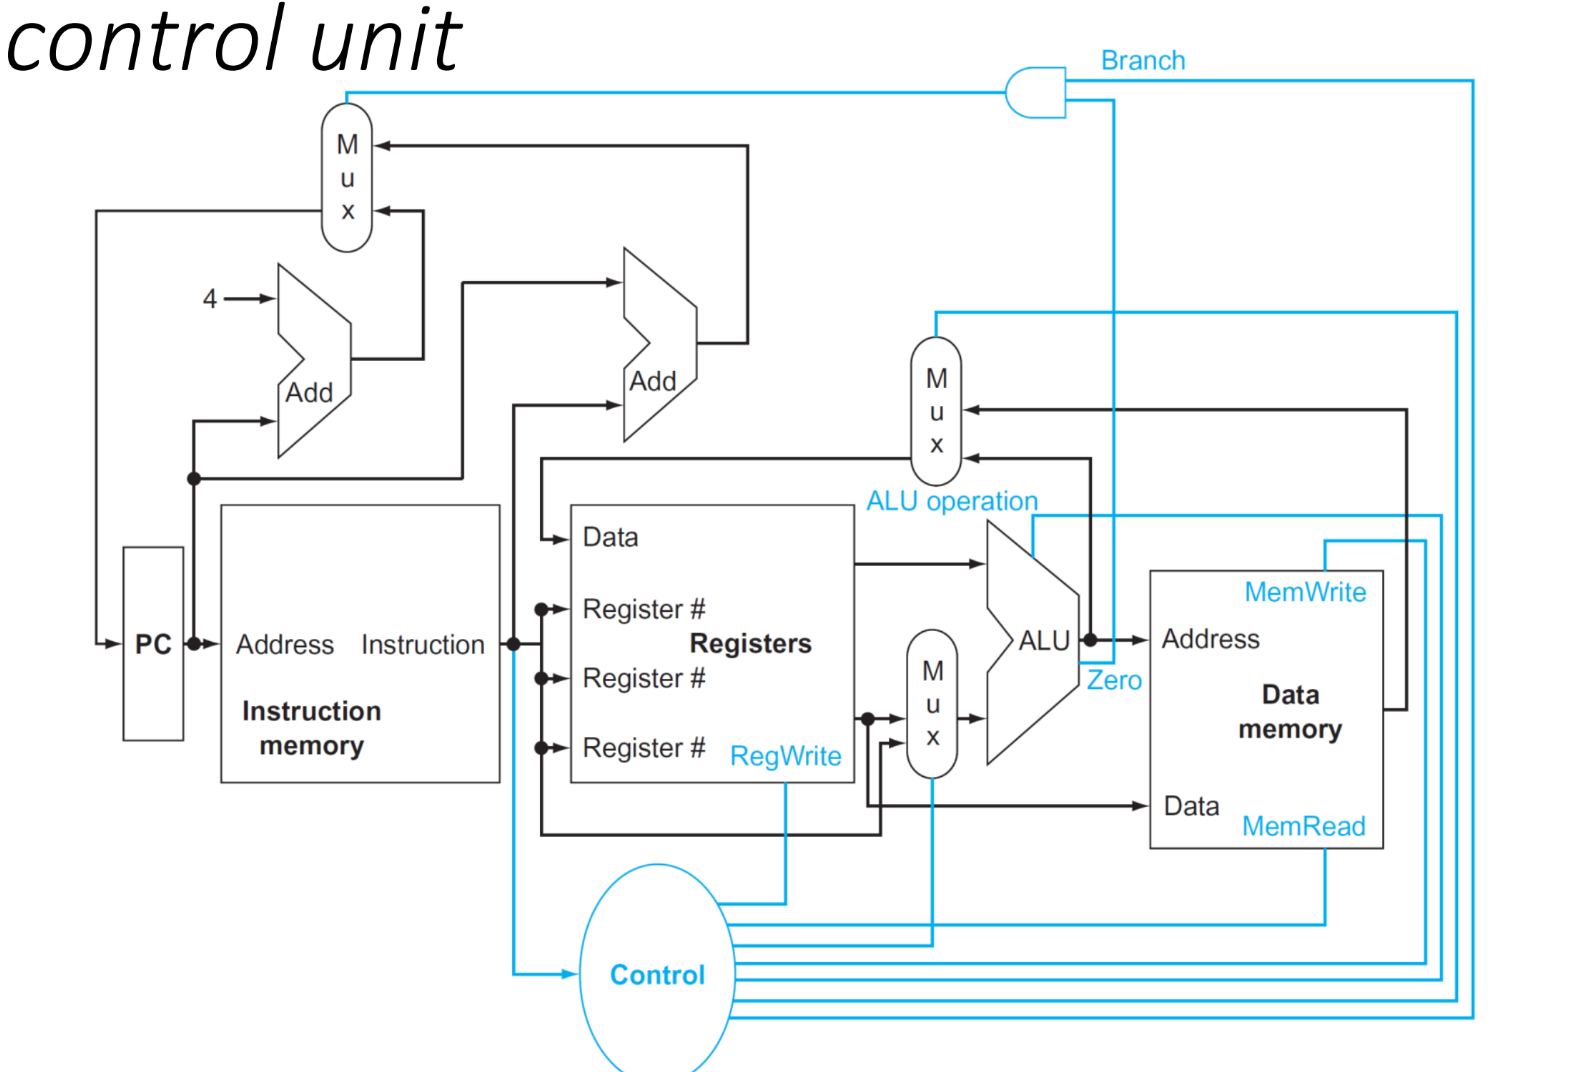 control unit
Branch
M
u
x
4
Add
Add
M
u
x
ALU operation
Data
Register #
Registers
Register #
Register #
RegWrite
PC
Address
Instruction
Instruction
memory
M
u
x
ALU
Zero
MemWrite
Address
Data
memory
Data
MemRead
Control